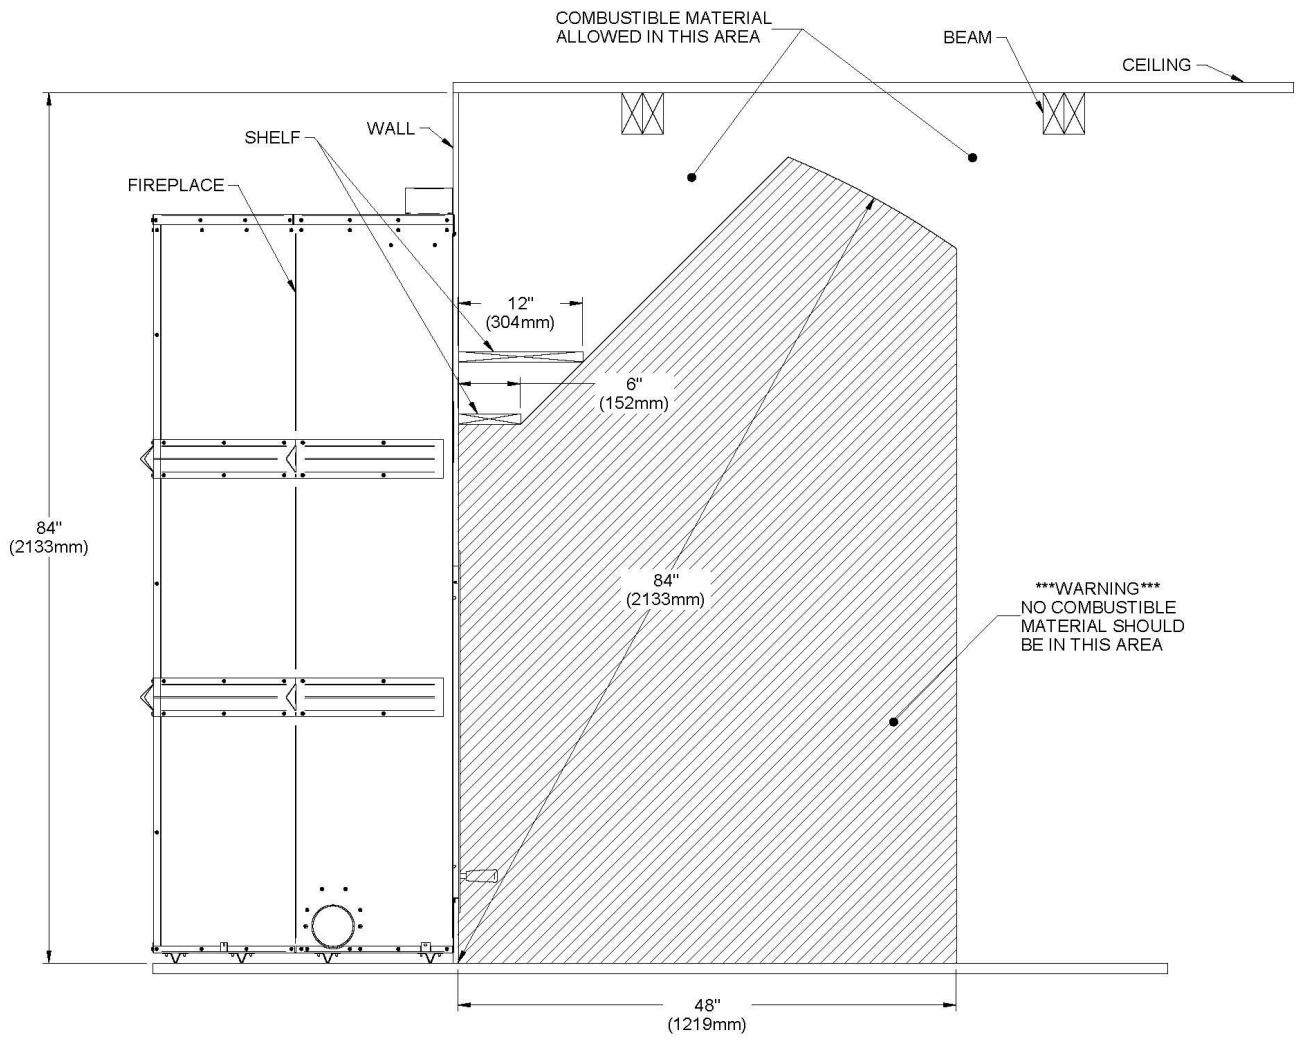 COMBUSTIBLE MATERIAL
ALLOWED IN THIS AREA
BEAM
CEILING
WALL
SHELF
FIREPLACE
12"
(304mm)
6"
(152mm)
84"
(2133mm)
84"
(2133mm)
***WARNING***
NO COMBUSTIBLE
MATERIAL SHOULD
BE IN THIS AREA
48"
(1219mm)